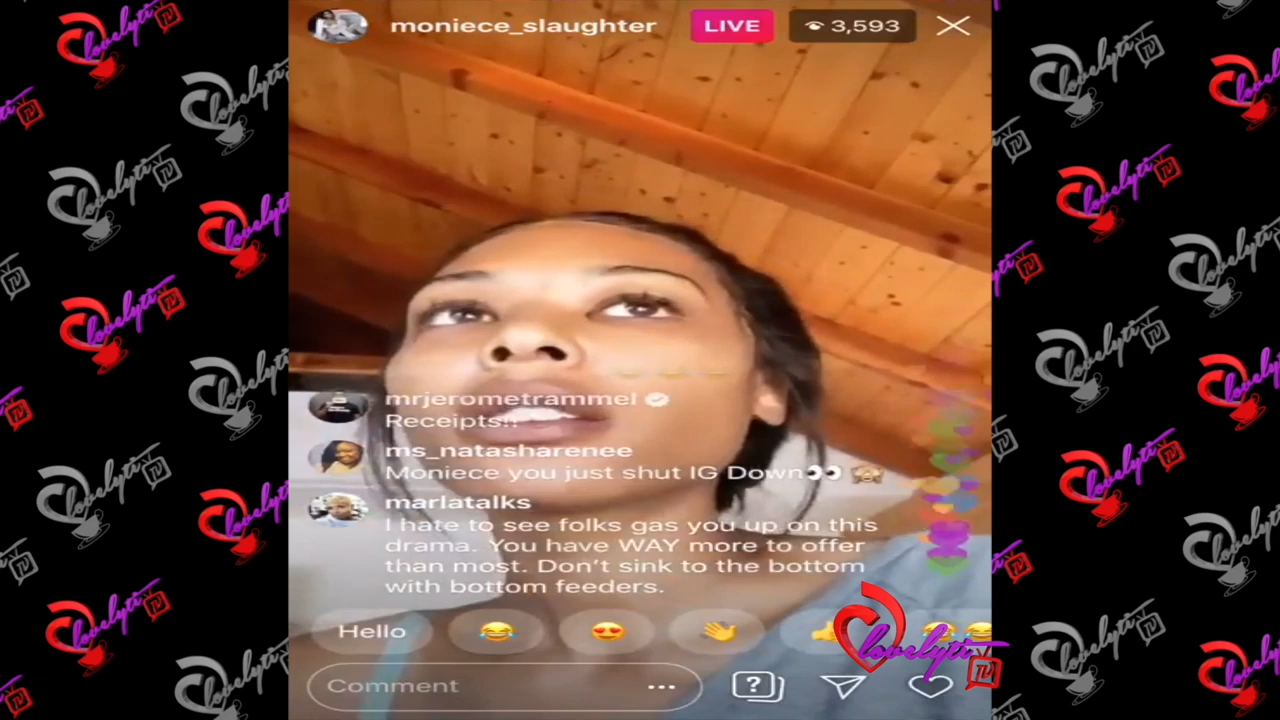 moniece_slaughter
LIVE
3,593
mrjerometrammel
Receipts!!
ms_natasharenee
Moniece you just shut IG Down👀 🙈
marlatalks
I hate to see folks gas you up on this
drama. You have WAY more to offer
than most. Don't sink to the bottom
with bottom feeders.
Hello
Comment
lovelyti
TV